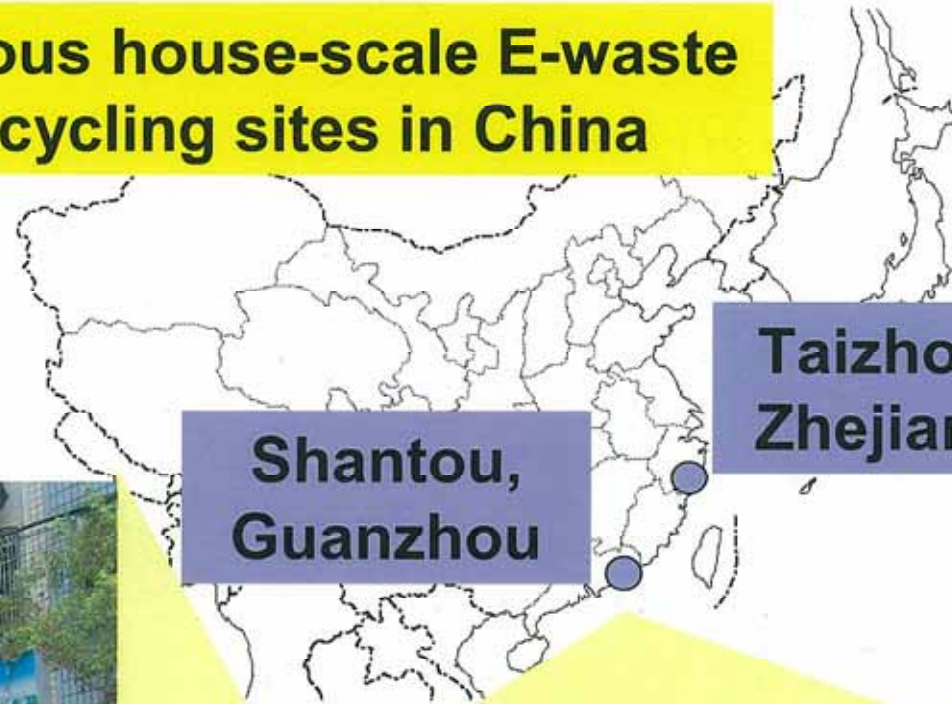 ous house-scale E-waste
cycling sites in China
Taizho
Zhejian
Shantou,
Guanzhou